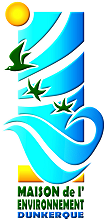 MAISON de l'
ENVIRONNEMENT
DUNKERQUE